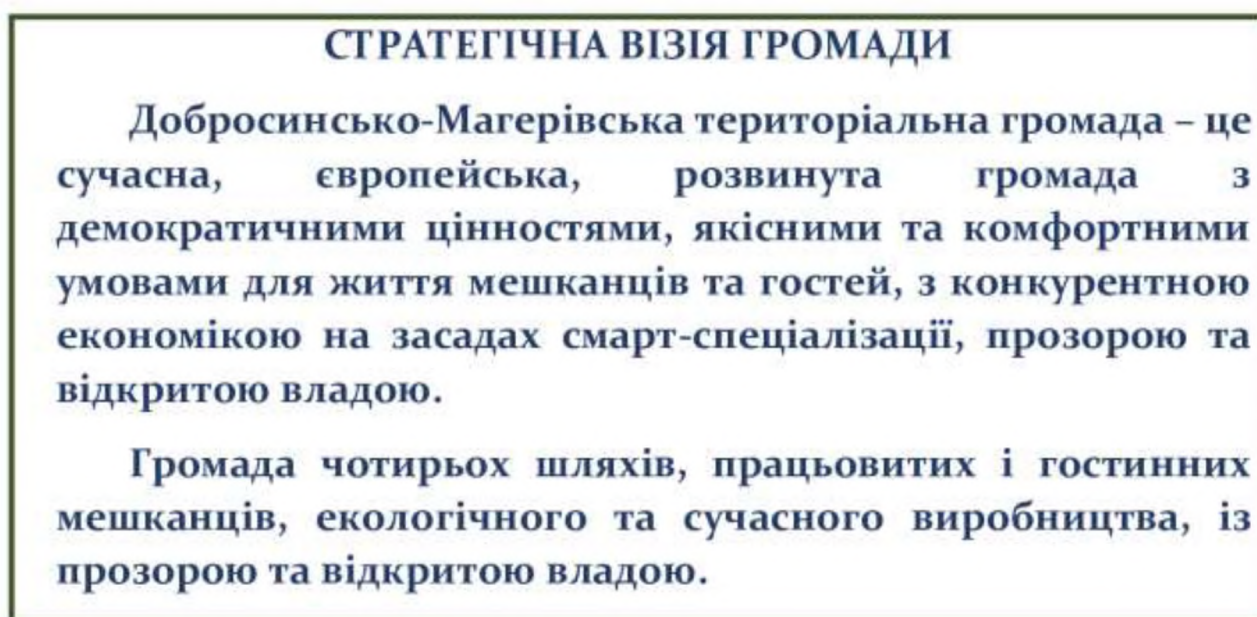 СТРАТЕГІЧНА ВІЗІЯ ГРОМАДИ
Добросинсько-Магерівська територіальна громада – це
сучасна, європейська, розвинута громада з
демократичними цінностями, якісними та комфортними
умовами для життя мешканців та гостей, з конкурентною
економікою на засадах смарт-спеціалізації, прозорою та
відкритою владою.
Громада чотирьох шляхів, працьовитих і гостинних
мешканців, екологічного та сучасного виробництва, із
прозорою та відкритою владою.